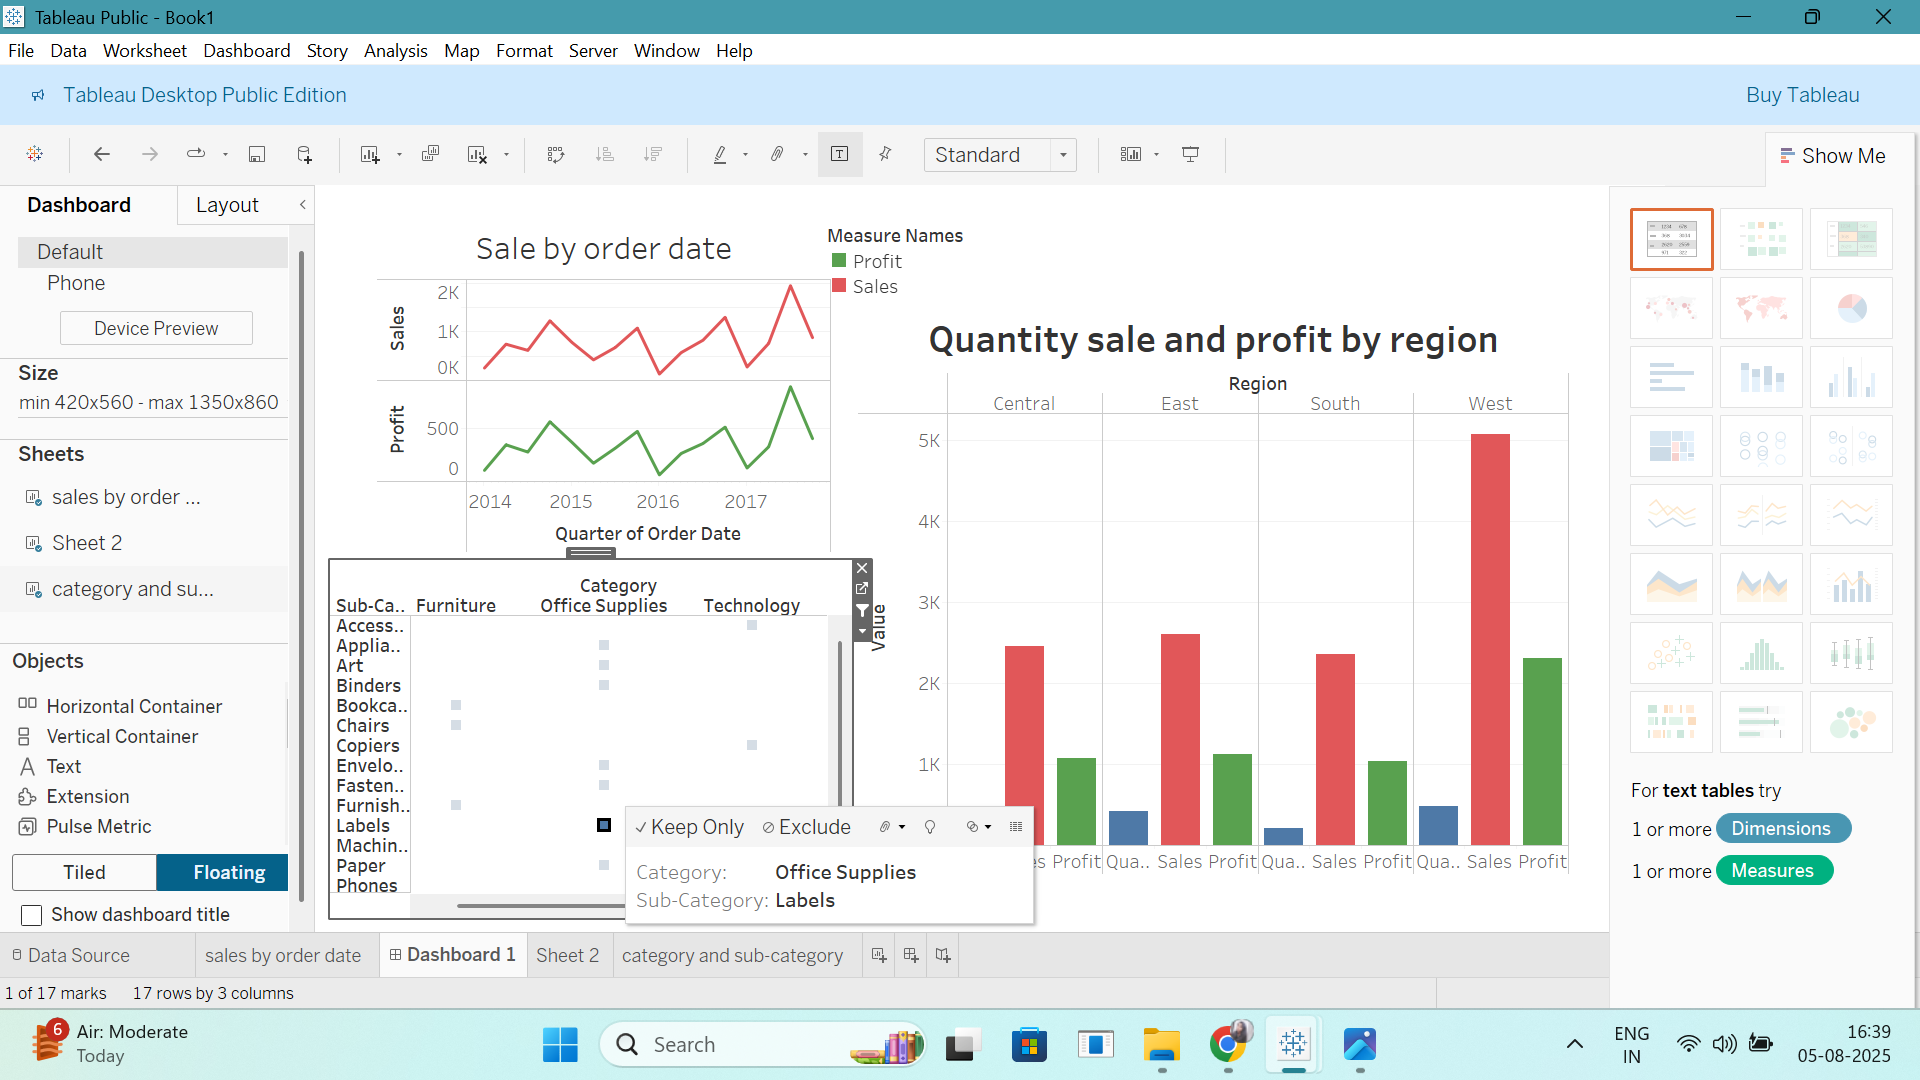 Tableau Public - Book1
File Data Worksheet Dashboard Story Analysis Map Format Server Window Help
Tableau Desktop Public Edition
Buy Tableau
Standard
Show Me
Dashboard
Layout
Default
Phone
Device Preview
Size
min 420x560 - max 1350x860
Sheets
sales by order ...
Sheet 2
category and su...
Objects
Horizontal Container
Vertical Container
Text
Extension
Pulse Metric
Tiled
Floating
Show dashboard title
Sale by order date
Sales
2K
1K
0K
Profit
500
0
2014 2015 2016 2017
Quarter of Order Date
Measure Names
Profit
Sales
Quantity sale and profit by region
Region
Central East South West
Value
5K
4K
3K
2K
1K
es Profit Qua.. Sales Profit Qua.. Sales Profit Qua.. Sales Profit
Category
Sub-Ca.. Furniture Office Supplies Technology
Access..
Applia..
Art
Binders
Bookca..
Chairs
Copiers
Envelo..
Fasten..
Furnish..
Labels
Machin..
Paper
Phones
Keep Only Exclude
Category: Office Supplies
Sub-Category: Labels
For text tables try
1 or more Dimensions
1 or more Measures
Data Source
sales by order date
Dashboard 1
Sheet 2
category and sub-category
1 of 17 marks 17 rows by 3 columns
6
Air: Moderate
Today
Search
ENG
IN
16:39
05-08-2025